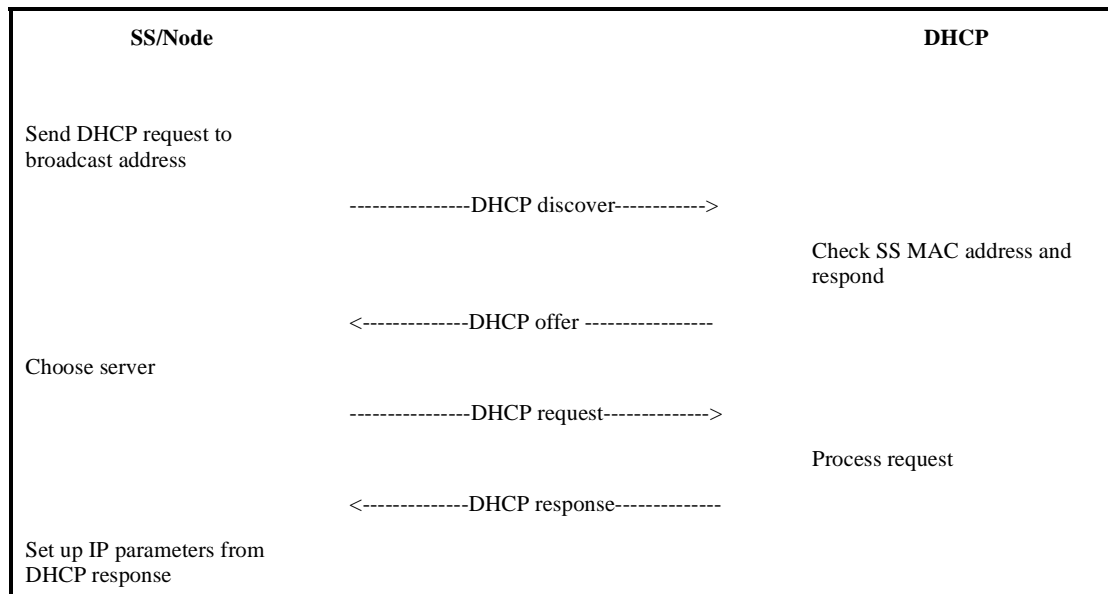 SS/Node DHCP
Send DHCP request to
broadcast address
-----------------DHCP discover------------->
Check SS MAC address and
respond
<--------------DHCP offer -----------------
Choose server
-----------------DHCP request-------------->
Process request
<--------------DHCP response--------------
Set up IP parameters from
DHCP response